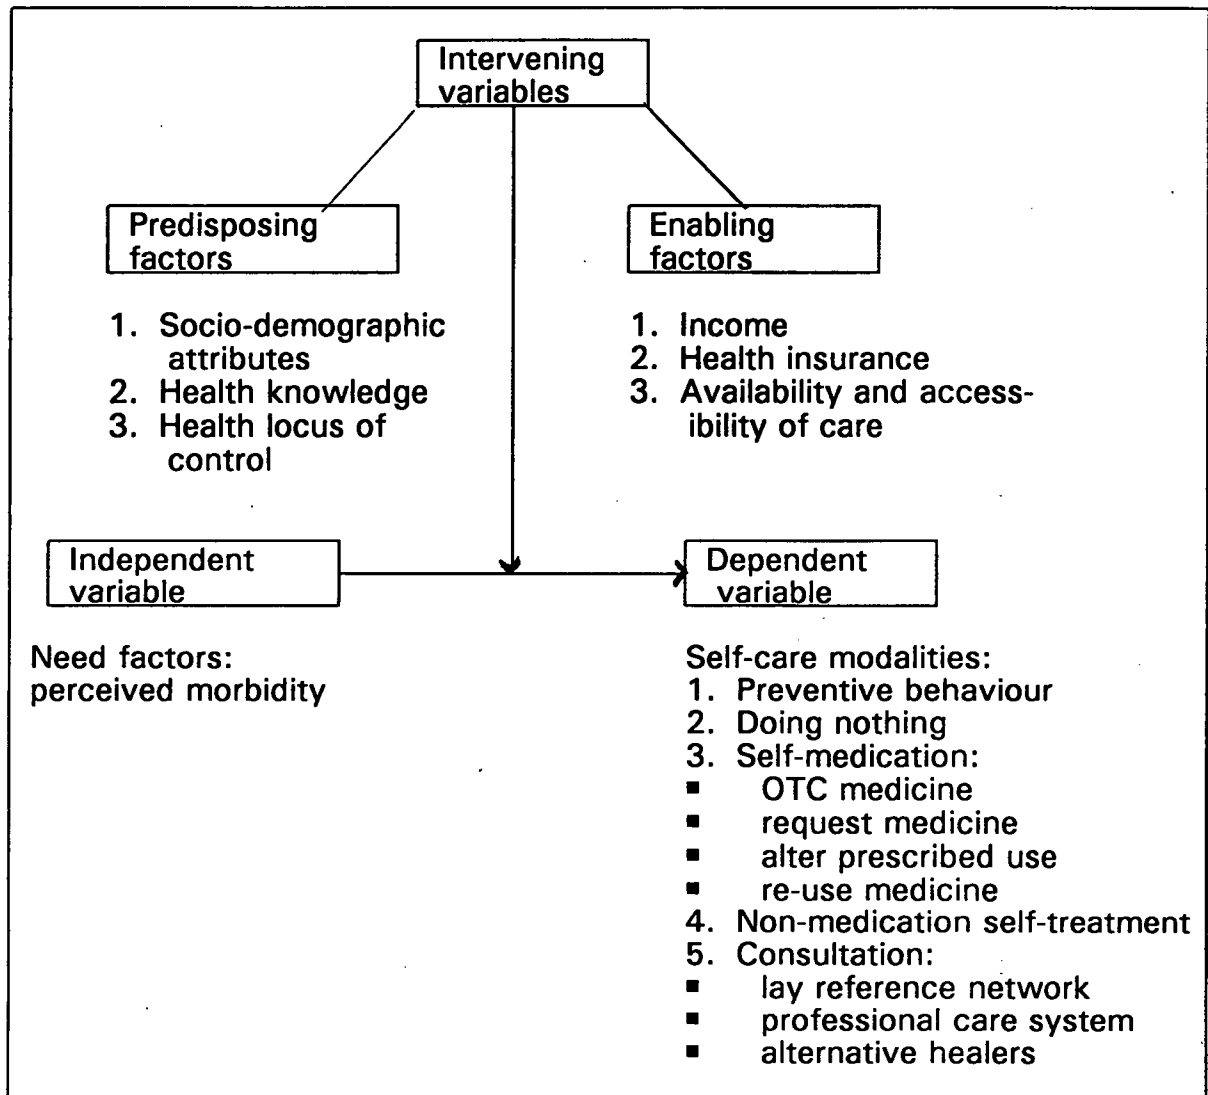 Intervening
variables
Predisposing
factors
1. Socio-demographic
attributes
2. Health knowledge
3. Health locus of
control
Enabling
factors
1. Income
2. Health insurance
3. Availability and access-
ibility of care
Independent
variable
Need factors:
perceived morbidity
Dependent
variable
Self-care modalities:
1. Preventive behaviour
2. Doing nothing
3. Self-medication:
▪ OTC medicine
▪ request medicine
▪ alter prescribed use
▪ re-use medicine
4. Non-medication self-treatment
5. Consultation:
▪ lay reference network
▪ professional care system
▪ alternative healers